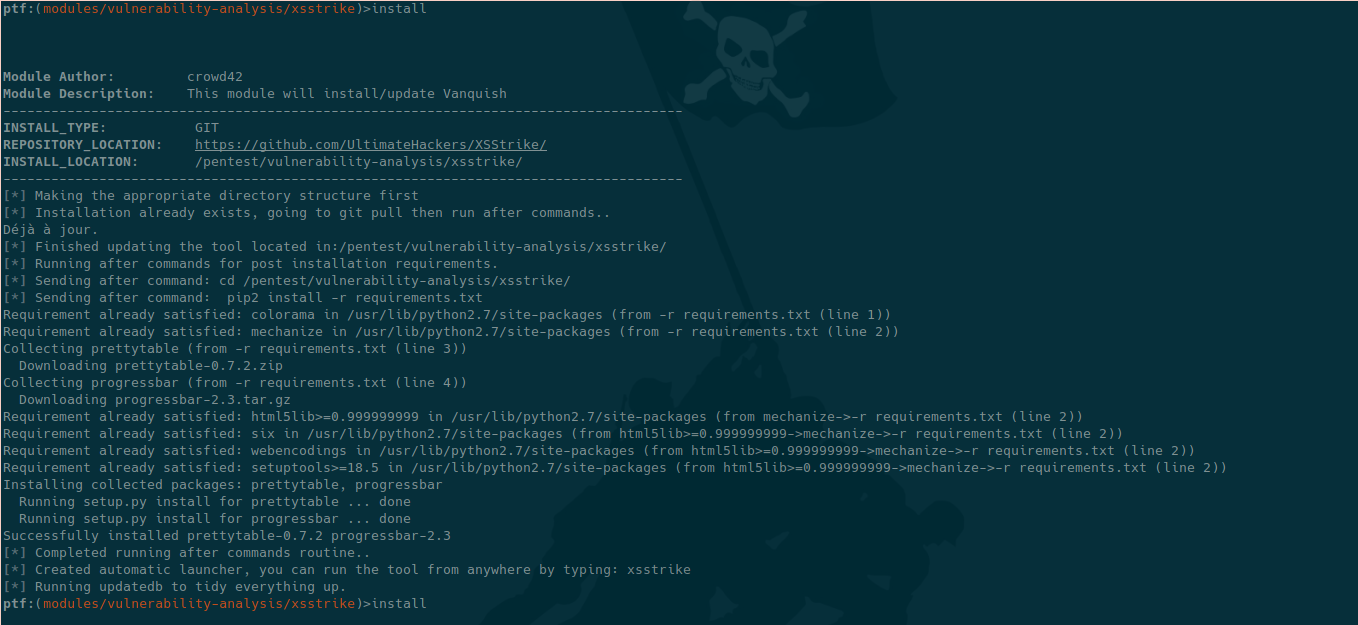 ptf:(modules/vulnerability-analysis/xsstrike)>install
Module Author: crowd42
Module Description: This module will install/update Vanquish
-------------------------------------------------------------------------------------
INSTALL_TYPE: GIT
REPOSITORY_LOCATION: https://github.com/UltimateHackers/XSStrike/
INSTALL_LOCATION: /pentest/vulnerability-analysis/xsstrike/
-------------------------------------------------------------------------------------
[*] Making the appropriate directory structure first
[*] Installation already exists, going to git pull then run after commands..
Déjà à jour.
[*] Finished updating the tool located in:/pentest/vulnerability-analysis/xsstrike/
[*] Running after commands for post installation requirements.
[*] Sending after command: cd /pentest/vulnerability-analysis/xsstrike/
[*] Sending after command:  pip2 install -r requirements.txt
Requirement already satisfied: colorama in /usr/lib/python2.7/site-packages (from -r requirements.txt (line 1))
Requirement already satisfied: mechanize in /usr/lib/python2.7/site-packages (from -r requirements.txt (line 2))
Collecting prettytable (from -r requirements.txt (line 3))
  Downloading prettytable-0.7.2.zip
Collecting progressbar (from -r requirements.txt (line 4))
  Downloading progressbar-2.3.tar.gz
Requirement already satisfied: html5lib>=0.999999999 in /usr/lib/python2.7/site-packages (from mechanize->-r requirements.txt (line 2))
Requirement already satisfied: six in /usr/lib/python2.7/site-packages (from html5lib>=0.999999999->mechanize->-r requirements.txt (line 2))
Requirement already satisfied: webencodings in /usr/lib/python2.7/site-packages (from html5lib>=0.999999999->mechanize->-r requirements.txt (line 2))
Requirement already satisfied: setuptools>=18.5 in /usr/lib/python2.7/site-packages (from html5lib>=0.999999999->mechanize->-r requirements.txt (line 2))
Installing collected packages: prettytable, progressbar
  Running setup.py install for prettytable ... done
  Running setup.py install for progressbar ... done
Successfully installed prettytable-0.7.2 progressbar-2.3
[*] Completed running after commands routine..
[*] Created automatic launcher, you can run the tool from anywhere by typing: xsstrike
[*] Running updatedb to tidy everything up.
ptf:(modules/vulnerability-analysis/xsstrike)>install